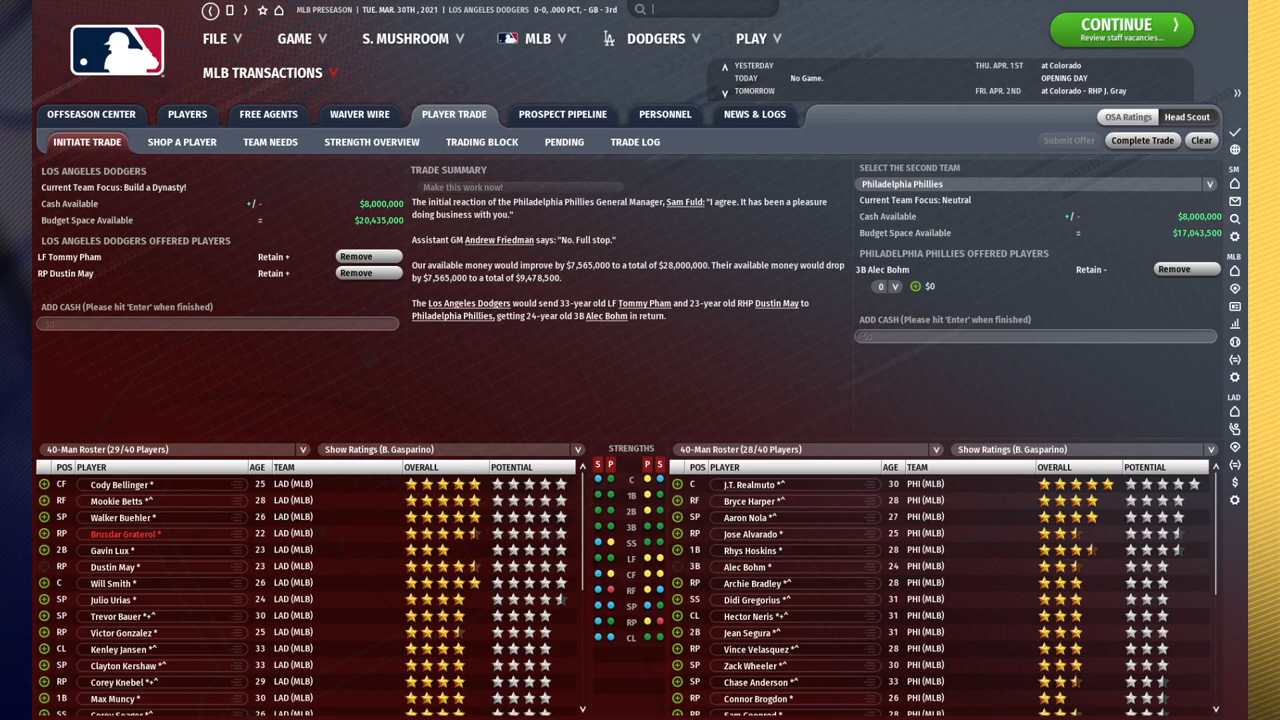 MLB PRESEASON | TUE. MAR. 30TH , 2021 | LOS ANGELES DODGERS 0-0, .000 PCT, - GB - 3rd
FILE GAME S. MUSHROOM MLB DODGERS PLAY
CONTINUE
Review staff vacancies...
MLB TRANSACTIONS
YESTERDAY
TODAY No Game.
TOMORROW
THU. APR. 1ST at Colorado
OPENING DAY
FRI. APR. 2ND at Colorado - RHP J. Gray
OFFSEASON CENTER PLAYERS FREE AGENTS WAIVER WIRE PLAYER TRADE PROSPECT PIPELINE PERSONNEL NEWS & LOGS
OSA Ratings Head Scout
INITIATE TRADE SHOP A PLAYER TEAM NEEDS STRENGTH OVERVIEW TRADING BLOCK PENDING TRADE LOG
Submit Offer Complete Trade Clear
LOS ANGELES DODGERS
Current Team Focus: Build a Dynasty!
Cash Available +/- $8,000,000
Budget Space Available = $20,435,000
LOS ANGELES DODGERS OFFERED PLAYERS
LF Tommy Pham Retain + Remove
RP Dustin May Retain + Remove
ADD CASH (Please hit 'Enter' when finished)
$0
TRADE SUMMARY
Make this work now!
The initial reaction of the Philadelphia Phillies General Manager, Sam Fuld: "I agree. It has been a pleasure
doing business with you."
Assistant GM Andrew Friedman says: "No. Full stop."
Our available money would improve by $7,565,000 to a total of $28,000,000. Their available money would drop
by $7,565,000 to a total of $9,478,500.
The Los Angeles Dodgers would send 33-year old LF Tommy Pham and 23-year old RHP Dustin May to
Philadelphia Phillies, getting 24-year old 3B Alec Bohm in return.
SELECT THE SECOND TEAM
Philadelphia Phillies
Current Team Focus: Neutral
Cash Available +/- $8,000,000
Budget Space Available = $17,043,500
PHILADELPHIA PHILLIES OFFERED PLAYERS
3B Alec Bohm Retain - Remove
0 $0
ADD CASH (Please hit 'Enter' when finished)
$0
40-Man Roster (29/40 Players) Show Ratings (B. Gasparino)
POS PLAYER AGE TEAM OVERALL POTENTIAL
CF Cody Bellinger * 25 LAD (MLB)
RF Mookie Betts *^ 28 LAD (MLB)
SP Walker Buehler * 26 LAD (MLB)
RP Brusdar Graterol * 22 LAD (MLB)
2B Gavin Lux * 23 LAD (MLB)
RP Dustin May * 23 LAD (MLB)
C Will Smith * 26 LAD (MLB)
SP Julio Urias * 24 LAD (MLB)
SP Trevor Bauer *+^ 30 LAD (MLB)
RP Victor Gonzalez * 25 LAD (MLB)
CL Kenley Jansen *^ 33 LAD (MLB)
SP Clayton Kershaw *^ 33 LAD (MLB)
RP Corey Knebel *+^ 29 LAD (MLB)
1B Max Muncy * 30 LAD (MLB)
SS Corey Seager *^ 26 LAD (MLB)
STRENGTHS
S P P S
C
1B
2B
3B
SS
LF
CF
RF
SP
RP
CL
40-Man Roster (28/40 Players) Show Ratings (B. Gasparino)
POS PLAYER AGE TEAM OVERALL POTENTIAL
C J.T. Realmuto *^ 30 PHI (MLB)
RF Bryce Harper *^ 28 PHI (MLB)
SP Aaron Nola *^ 27 PHI (MLB)
RP Jose Alvarado * 25 PHI (MLB)
1B Rhys Hoskins * 28 PHI (MLB)
3B Alec Bohm * 24 PHI (MLB)
RP Archie Bradley *^ 28 PHI (MLB)
SS Didi Gregorius *^ 31 PHI (MLB)
CL Hector Neris *+ 31 PHI (MLB)
2B Jean Segura *^ 31 PHI (MLB)
RP Vince Velasquez *^ 28 PHI (MLB)
SP Zack Wheeler *^ 30 PHI (MLB)
SP Chase Anderson *^ 33 PHI (MLB)
RP Connor Brogdon * 26 PHI (MLB)
RP Sam Coonrod * 28 PHI (MLB)
SM
MLB
LAD